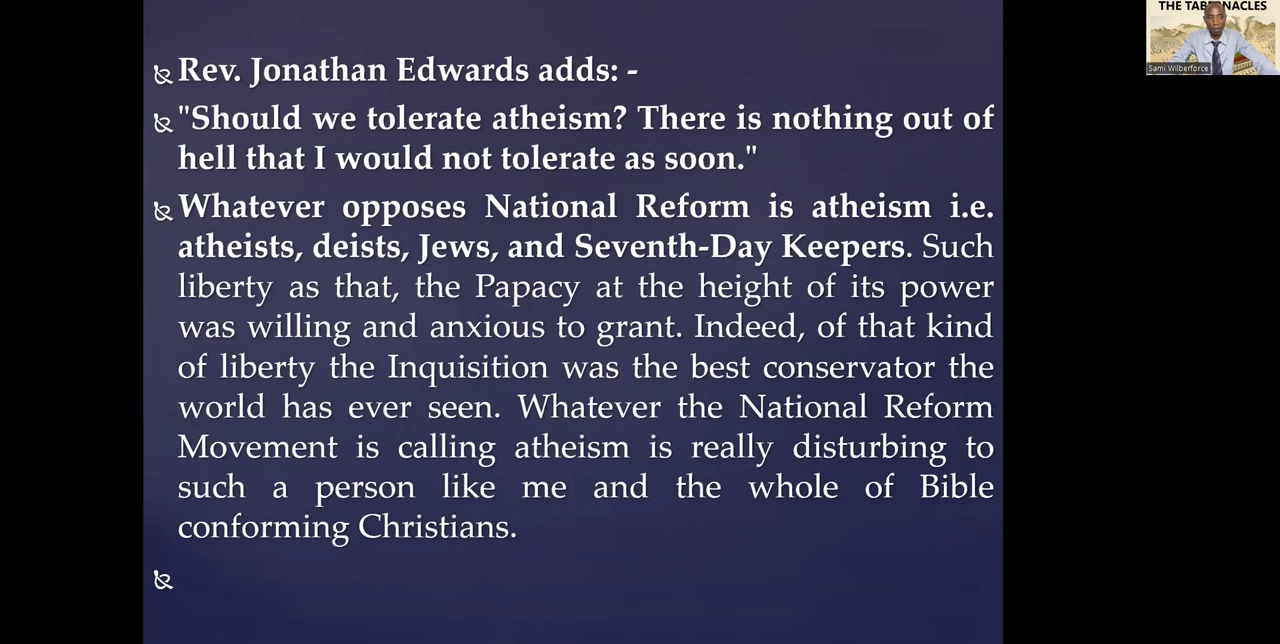 THE TABERNACLES
Sami Wilberforce
Rev. Jonathan Edwards adds: -
"Should we tolerate atheism? There is nothing out of
hell that I would not tolerate as soon."
Whatever opposes National Reform is atheism i.e.
atheists, deists, Jews, and Seventh-Day Keepers. Such
liberty as that, the Papacy at the height of its power
was willing and anxious to grant. Indeed, of that kind
of liberty the Inquisition was the best conservator the
world has ever seen. Whatever the National Reform
Movement is calling atheism is really disturbing to
such a person like me and the whole of Bible
conforming Christians.